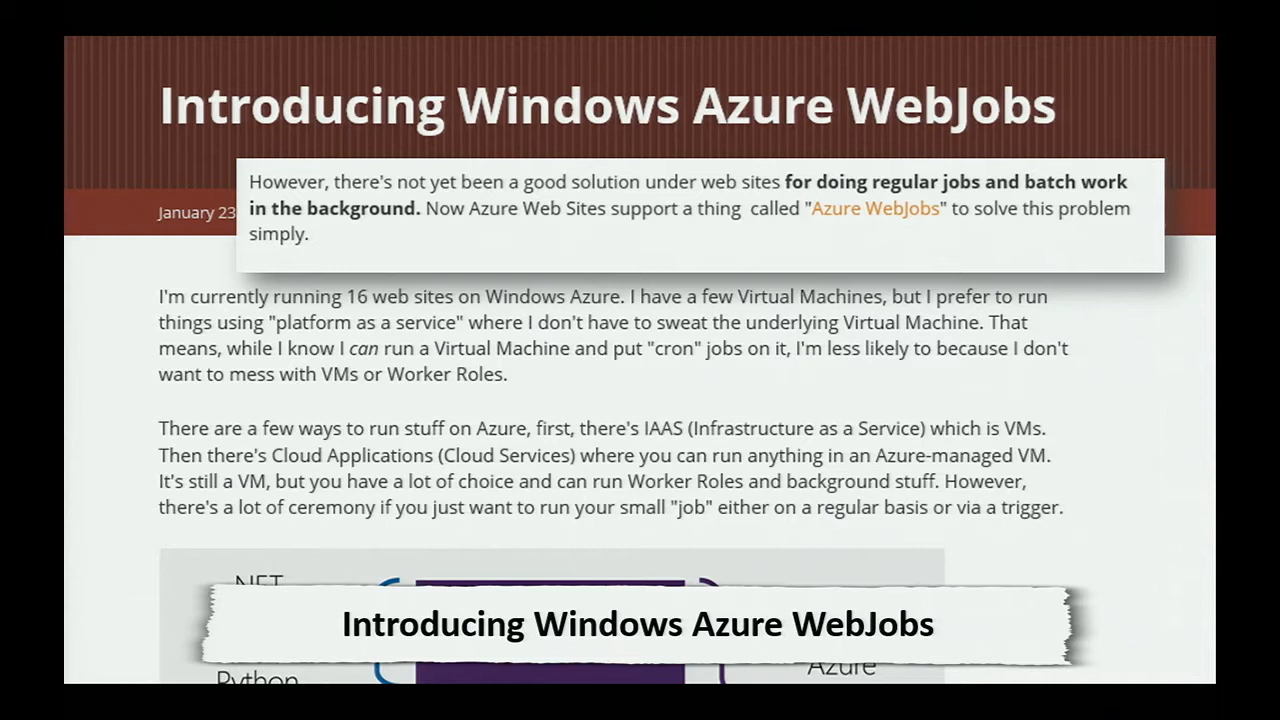 Introducing Windows Azure WebJobs
However, there's not yet been a good solution under web sites for doing regular jobs and batch work
in the background. Now Azure Web Sites support a thing called "Azure WebJobs" to solve this problem
simply.
January 23
I'm currently running 16 web sites on Windows Azure. I have a few Virtual Machines, but I prefer to run
things using "platform as a service" where I don't have to sweat the underlying Virtual Machine. That
means, while I know I can run a Virtual Machine and put "cron" jobs on it, I'm less likely to because I don't
want to mess with VMs or Worker Roles.
There are a few ways to run stuff on Azure, first, there's IAAS (Infrastructure as a Service) which is VMs.
Then there's Cloud Applications (Cloud Services) where you can run anything in an Azure-managed VM.
It's still a VM, but you have a lot of choice and can run Worker Roles and background stuff. However,
there's a lot of ceremony if you just want to run your small "job" either on a regular basis or via a trigger.
.NET
Introducing Windows Azure WebJobs
Python
Azure